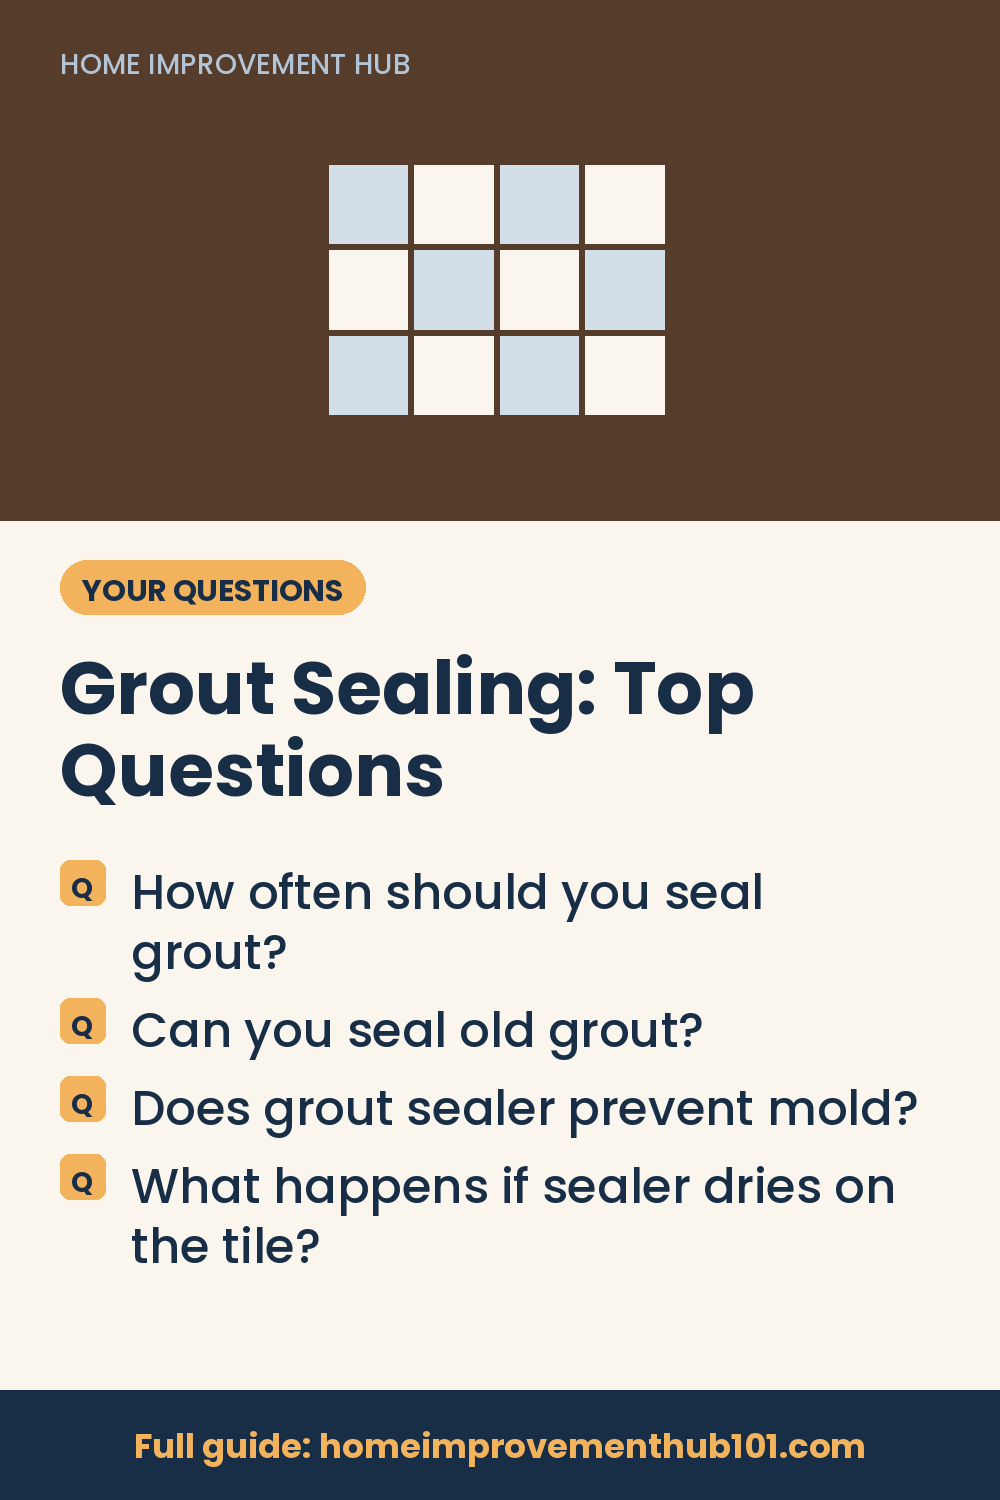 HOME IMPROVEMENT HUB
YOUR QUESTIONS
Grout Sealing: Top
Questions
Q How often should you seal
grout?
Q Can you seal old grout?
Q Does grout sealer prevent mold?
Q What happens if sealer dries on
the tile?
Full guide: homeimprovementhub101.com